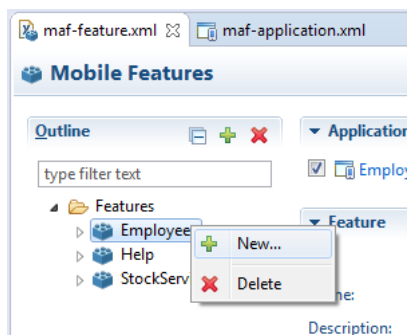 maf-feature.xml
maf-application.xml
Mobile Features
Outline
Application
type filter text
Employ
Features
Employee
Feature
New...
Help
StockServ
Delete
me:
Description: